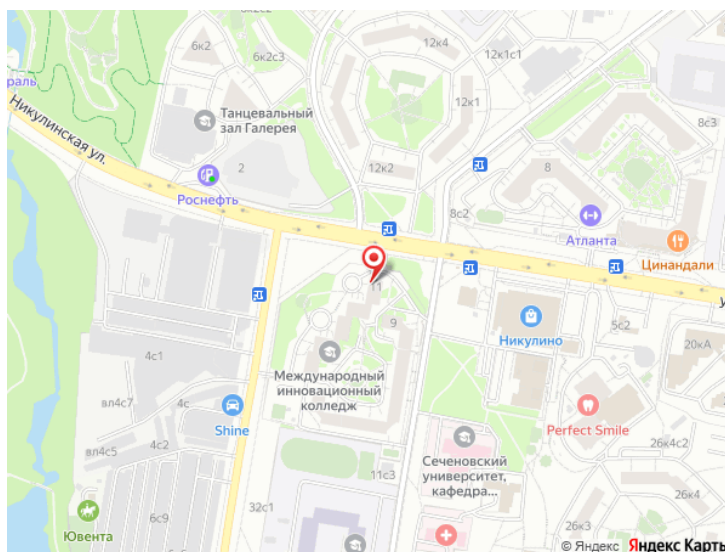 6к2
6к2с3
12к4
12к1с1
12к1
8с3
раль
Никулинская ул.
Танцевальный
зал Галерея
2
12к2
8
Роснефть
8с2
Атланта
Цинандали
11
9
Никулино
5с2
20кА
4с1
Международный
инновационный
колледж
вл4с7
4с
Shine
Perfect Smile
4с2
вл4с5
26к4с2
Сеченовский
университет,
кафедра...
11с3
32с1
26к4
6с9
Ювента
26к3
© Яндекс Яндекс Карты